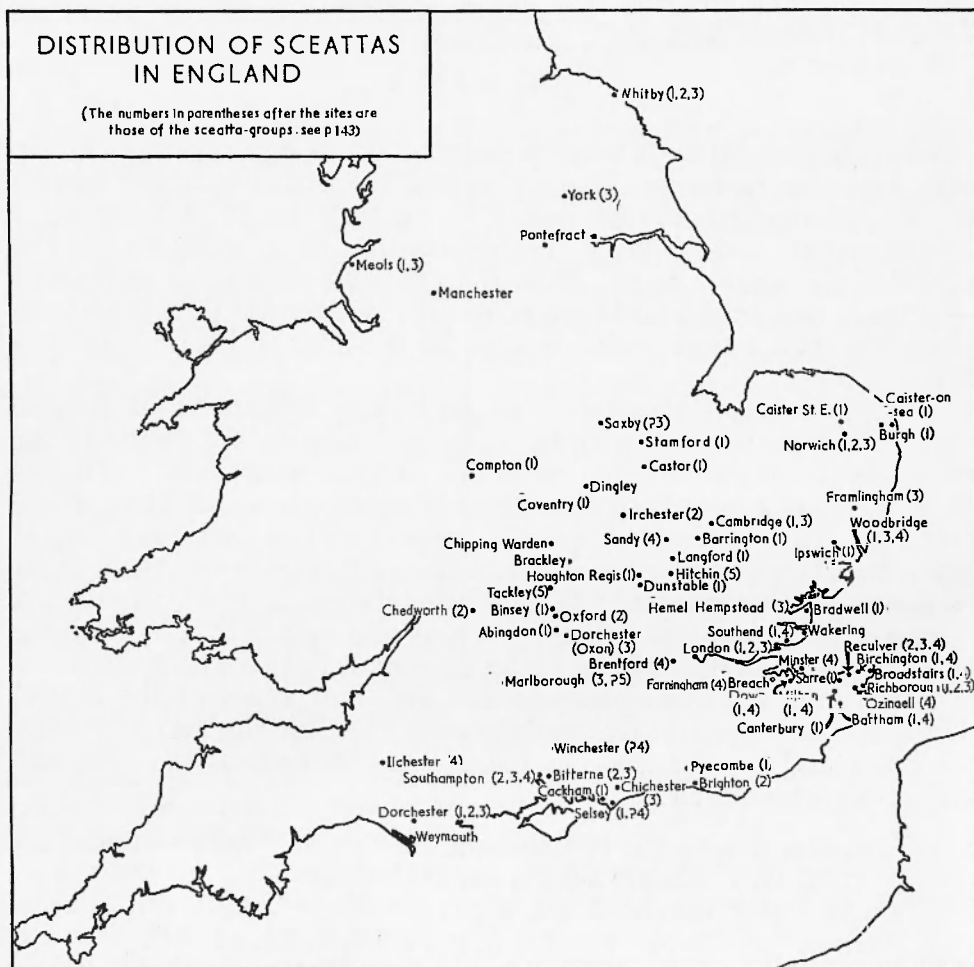 DISTRIBUTION OF SCEATTAS
IN ENGLAND
(The numbers in parentheses after the sites are
those of the sceatta-groups. see p143)
Whitby (1,2,3)
York (3)
Pontefract
Meols (1,3)
Manchester
Saxby (?3)
Stamford (1)
Castor (1)
Compton (1)
Dingley
Coventry (1)
Irchester (2)
Caister St. E. (1)
Caister-on
-sea (1)
Burgh (1)
Norwich (1,2,3)
Framlingham (3)
Cambridge (1,3)
Woodbridge
(1,3,4)
Sandy (4)
Barrington (1)
Ipswich (1)
Chipping Warden
Brackley
Langford (1)
Houghton Regis (1)
Hitchin (5)
Tackley (5)
Dunstable (1)
Chedworth (2)
Binsey (1)
Oxford (2)
Hemel Hempstead (3)
Bradwell (1)
Abingdon (1)
Dorchester
(Oxon) (3)
Southend (1,4)
Wakering
London (1,2,3)
Reculver (2,3,4)
Brentford (4)
Minster (4)
Birchington (1,4)
Marlborough (3,?5)
Farningham (4)
Breach
Sarre (1)
Broadstairs (1,4)
Richborough (1,2,3)
(1,4)
(1,4)
Ozingell (4)
Canterbury (1)
Barham (1,4)
Winchester (?4)
Ilchester (4)
Southampton (2,3,4)
Bitterne (2,3)
Pyecombe (1)
Cackham (1)
Chichester
(3)
Brighton (2)
Selsey (1,?4)
Dorchester (1,2,3)
Weymouth